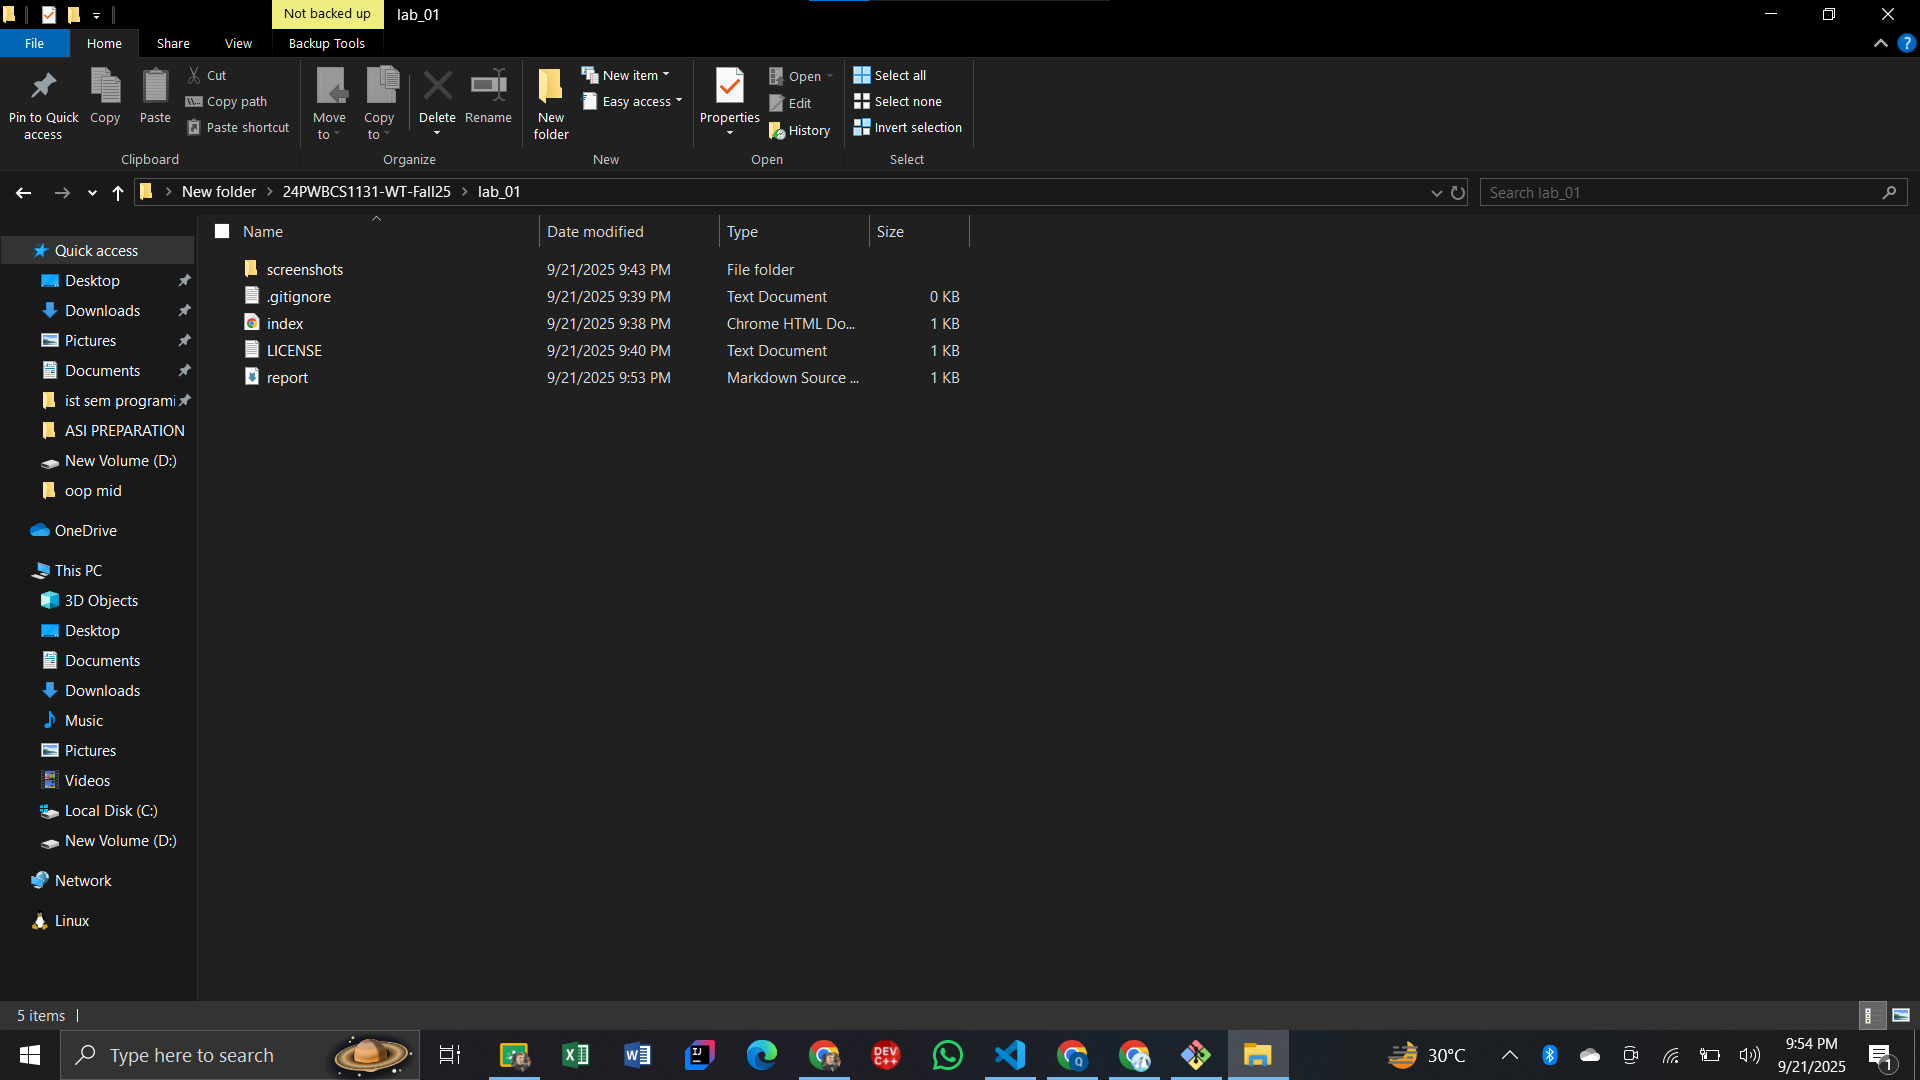 Not backed up lab_01
File Home Share View Backup Tools
Pin to Quick access
Copy
Paste
Cut
Copy path
Paste shortcut
Clipboard
Move to
Copy to
Delete
Rename
Organize
New folder
New item
Easy access
New
Properties
Open
Edit
History
Open
Select all
Select none
Invert selection
Select
New folder > 24PWBCS1131-WT-Fall25 > lab_01
Search lab_01
Name Date modified Type Size
screenshots 9/21/2025 9:43 PM File folder
.gitignore 9/21/2025 9:39 PM Text Document 0 KB
index 9/21/2025 9:38 PM Chrome HTML Do... 1 KB
LICENSE 9/21/2025 9:40 PM Text Document 1 KB
report 9/21/2025 9:53 PM Markdown Source ... 1 KB
Quick access
Desktop
Downloads
Pictures
Documents
ist sem programi
ASI PREPARATION
New Volume (D:)
oop mid
OneDrive
This PC
3D Objects
Desktop
Documents
Downloads
Music
Pictures
Videos
Local Disk (C:)
New Volume (D:)
Network
Linux
5 items
Type here to search
DEV C++
30°C
9:54 PM
9/21/2025
1